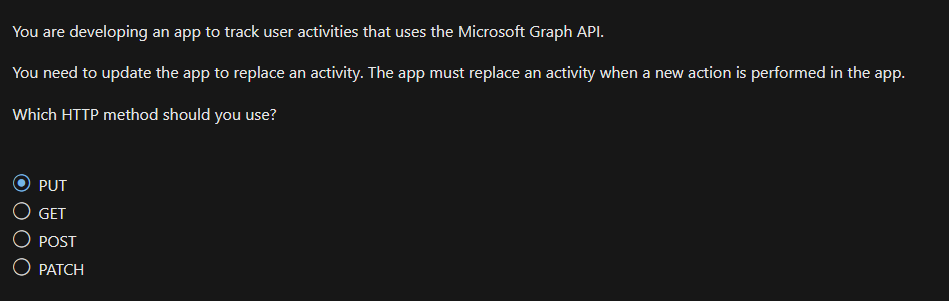 You are developing an app to track user activities that uses the Microsoft Graph API.
You need to update the app to replace an activity. The app must replace an activity when a new action is performed in the app.
Which HTTP method should you use?
PUT
GET
POST
PATCH